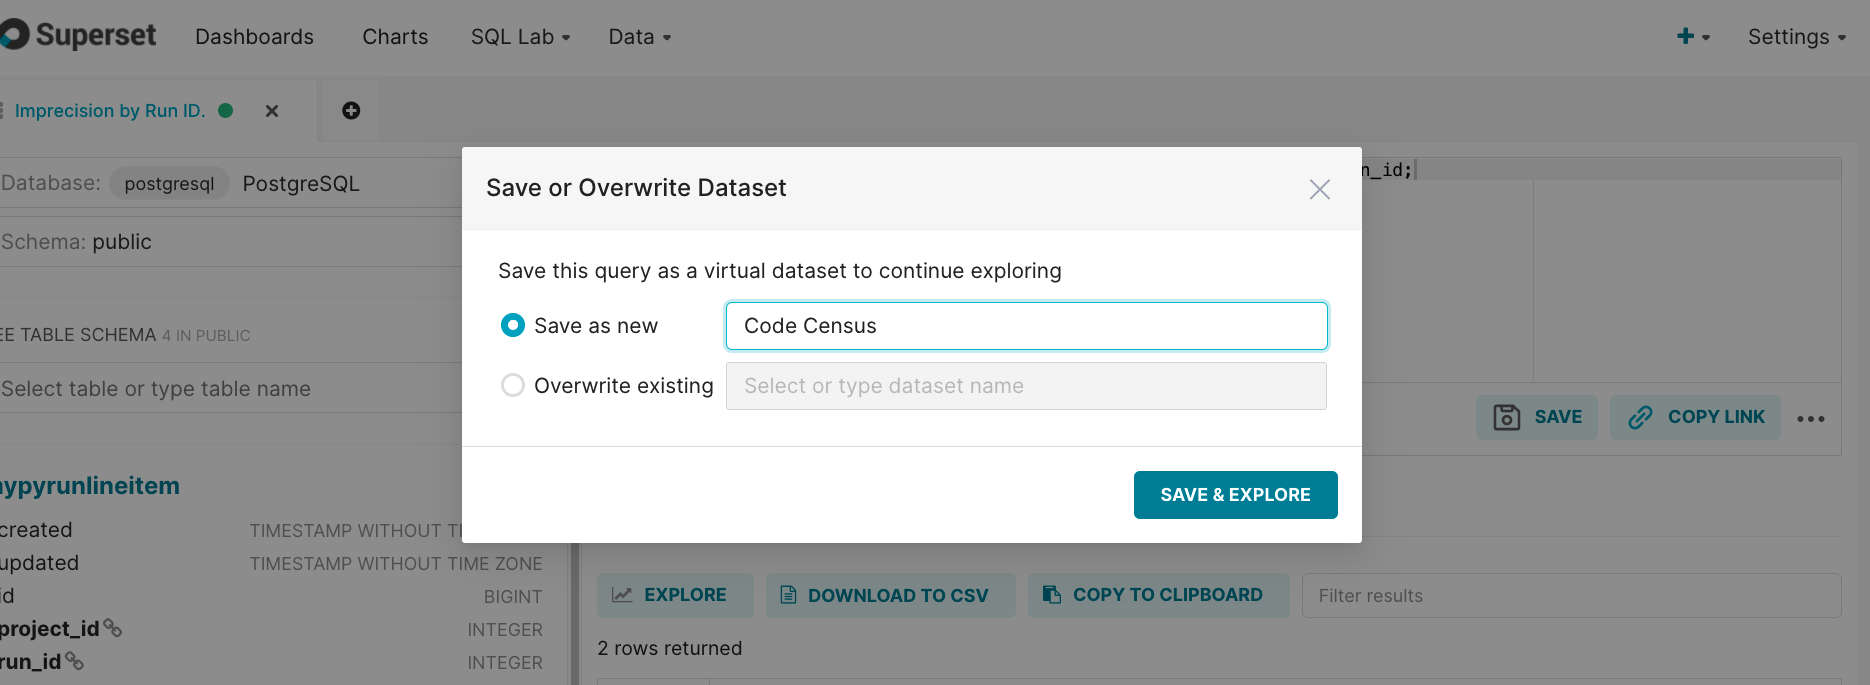 Superset Dashboards Charts SQL Lab Data Settings
Imprecision by Run ID.
Database: postgresql PostgreSQL
Schema: public
TABLE SCHEMA 4 IN PUBLIC
Select table or type table name
created TIMESTAMP WITHOUT
updated TIMESTAMP WITHOUT TIME ZONE
id BIGINT
project_id INTEGER
run_id INTEGER
Save or Overwrite Dataset
Save this query as a virtual dataset to continue exploring
Save as new Code Census
Overwrite existing Select or type dataset name
SAVE & EXPLORE
n_id;
SAVE COPY LINK
EXPLORE DOWNLOAD TO CSV COPY TO CLIPBOARD Filter results
2 rows returned